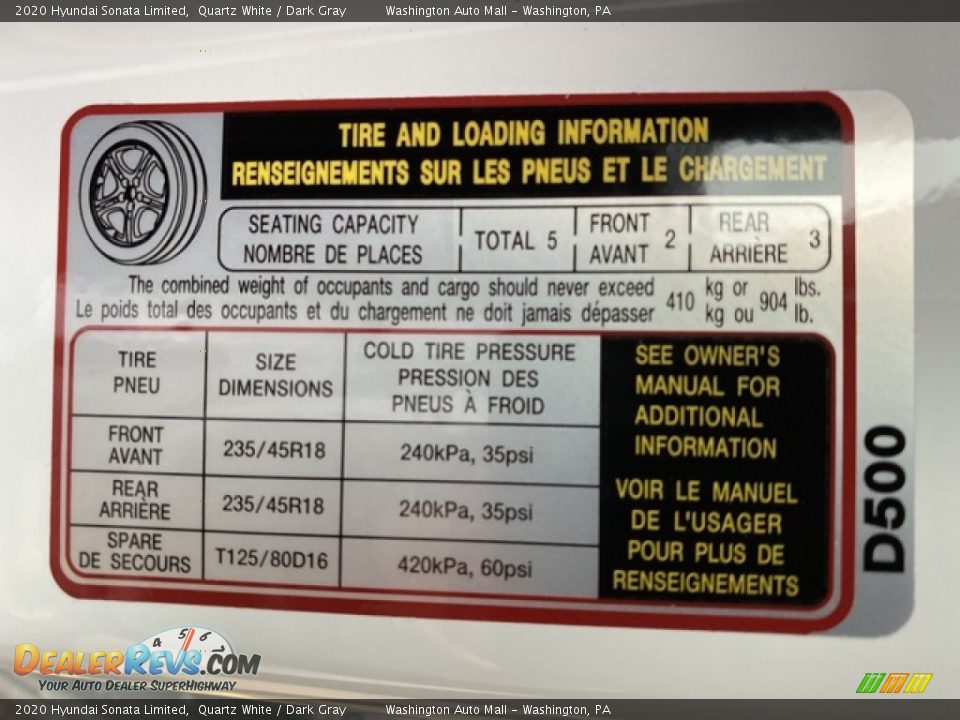 2020 Hyundai Sonata Limited, Quartz White / Dark Gray Washington Auto Mall - Washington, PA
TIRE AND LOADING INFORMATION
RENSEIGNEMENTS SUR LES PNEUS ET LE CHARGEMENT
SEATING CAPACITY
NOMBRE DE PLACES
TOTAL 5
FRONT
AVANT
2
REAR
ARRIÈRE
3
The combined weight of occupants and cargo should never exceed
Le poids total des occupants et du chargement ne doit jamais dépasser
410
kg or
kg ou
904
lbs.
lb.
TIRE
PNEU
SIZE
DIMENSIONS
COLD TIRE PRESSURE
PRESSION DES
PNEUS À FROID
FRONT
AVANT
235/45R18
240kPa, 35psi
REAR
ARRIÈRE
235/45R18
240kPa, 35psi
SPARE
DE SECOURS
T125/80D16
420kPa, 60psi
SEE OWNER'S
MANUAL FOR
ADDITIONAL
INFORMATION
VOIR LE MANUEL
DE L'USAGER
POUR PLUS DE
RENSEIGNEMENTS
D500
4 5 6 7
DEALERREVS.COM
YOUR AUTO DEALER SUPERHIGHWAY
2020 Hyundai Sonata Limited, Quartz White / Dark Gray Washington Auto Mall - Washington, PA